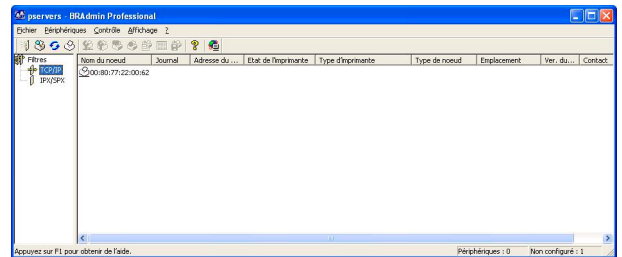 pservers - BRAdmin Professional
Fichier Périphériques Contrôle Affichage ?
Filtres
TCP/IP
IPX/SPX
Nom du noeud Journal Adresse du ... Etat de l'imprimante Type d'imprimante Type de noeud Emplacement Ver. du... Contact
00:80:77:22:00:62
Appuyez sur F1 pour obtenir de l'aide. Périphériques : 0 Non configuré : 1